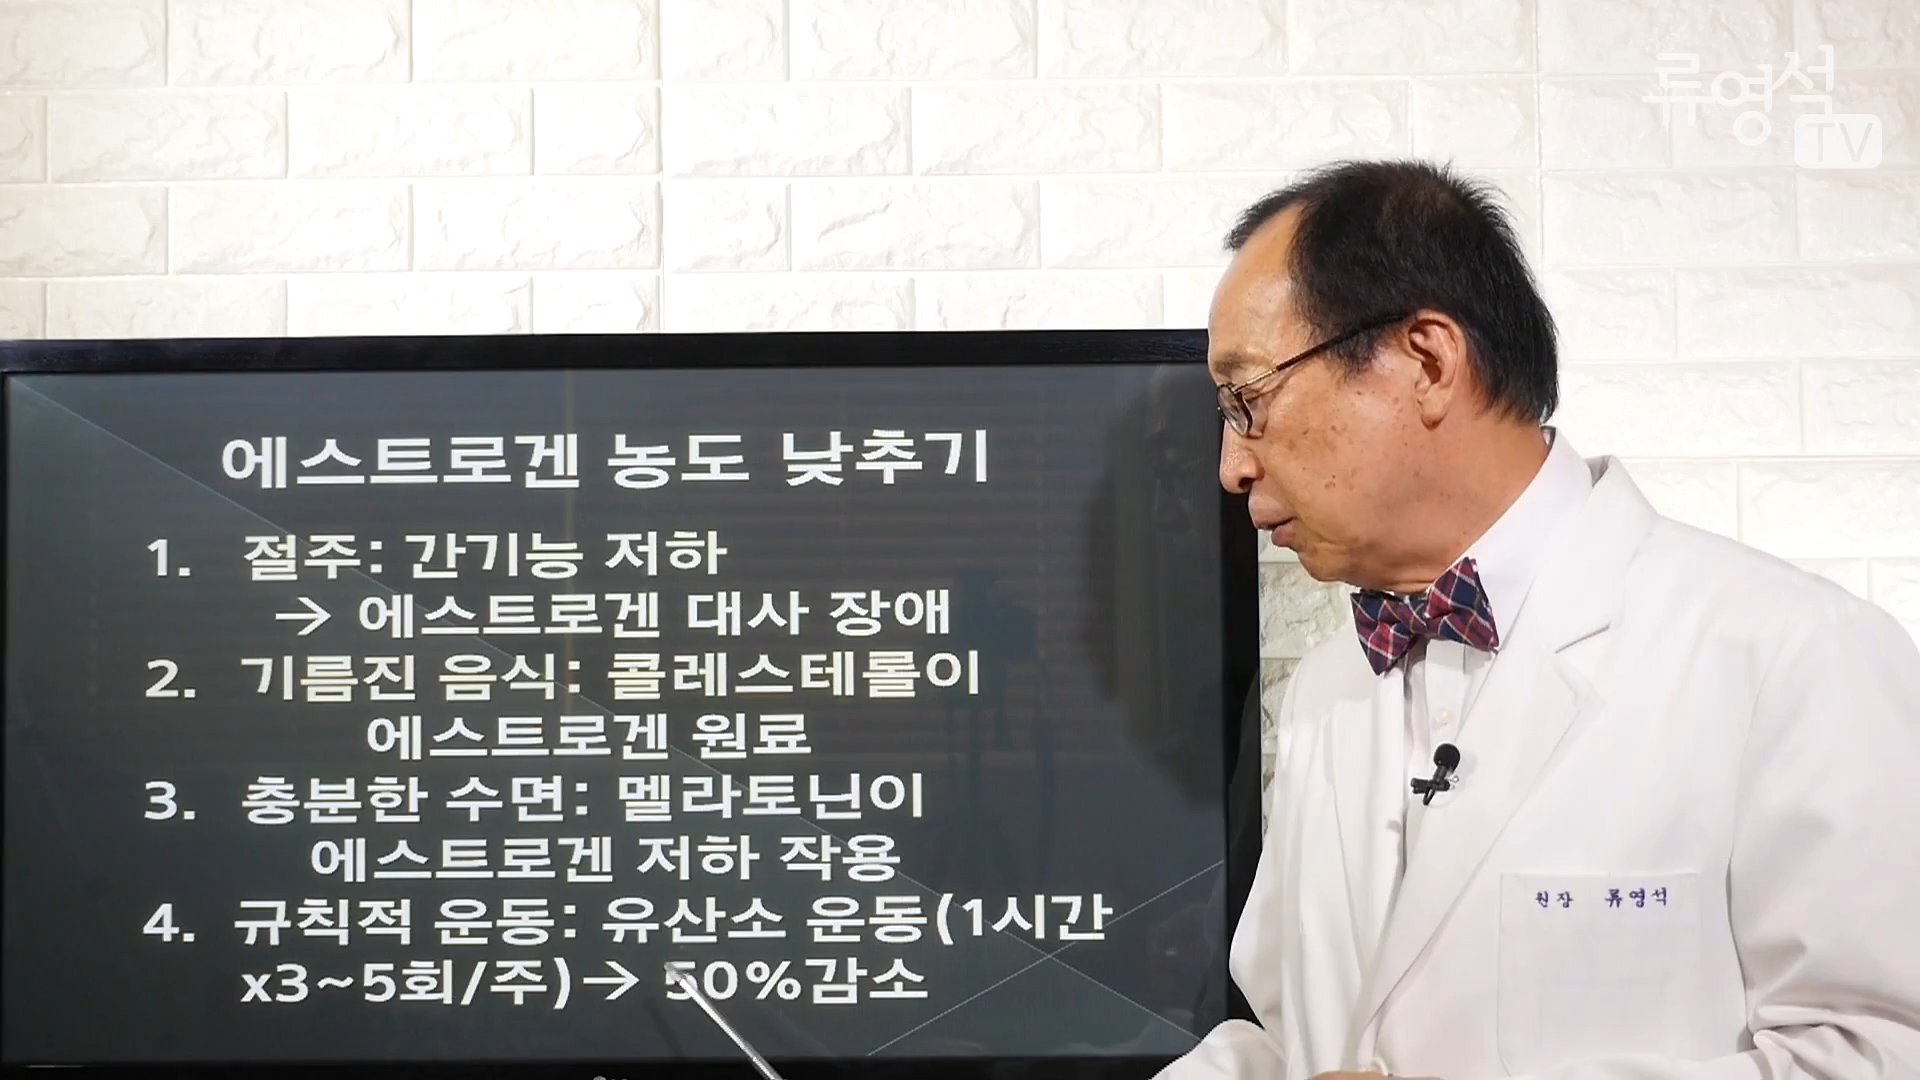 류영석
TV
에스트로겐 농도 낮추기
1. 절주: 간기능 저하
→ 에스트로겐 대사 장애
2. 기름진 음식: 콜레스테롤이
에스트로겐 원료
3. 충분한 수면: 멜라토닌이
에스트로겐 저하 작용
4. 규칙적 운동: 유산소 운동(1시간
x3~5회/주)→ 50%감소
원장 류영석